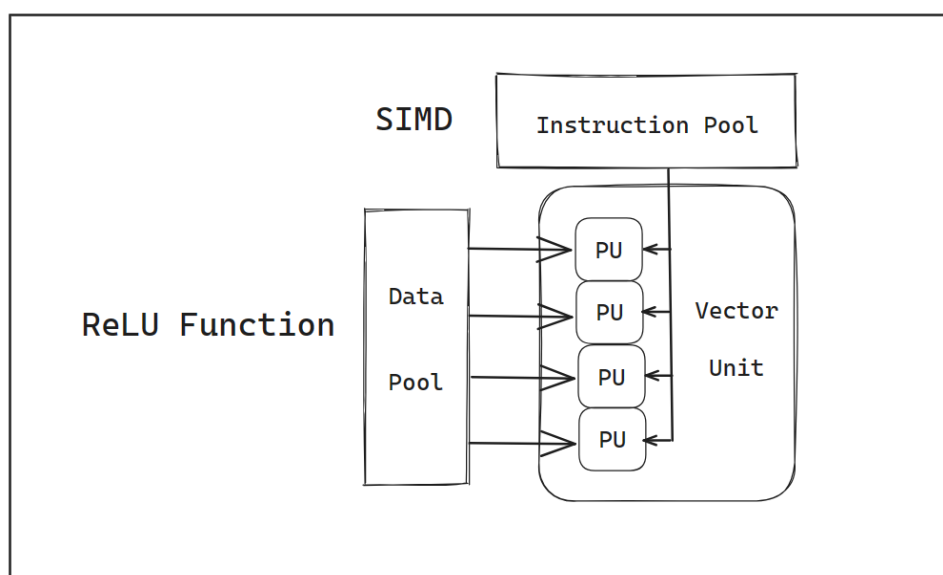 SIMD
Instruction Pool
PU
Data
PU
Vector
ReLU Function
Unit
Pool
PU
PU